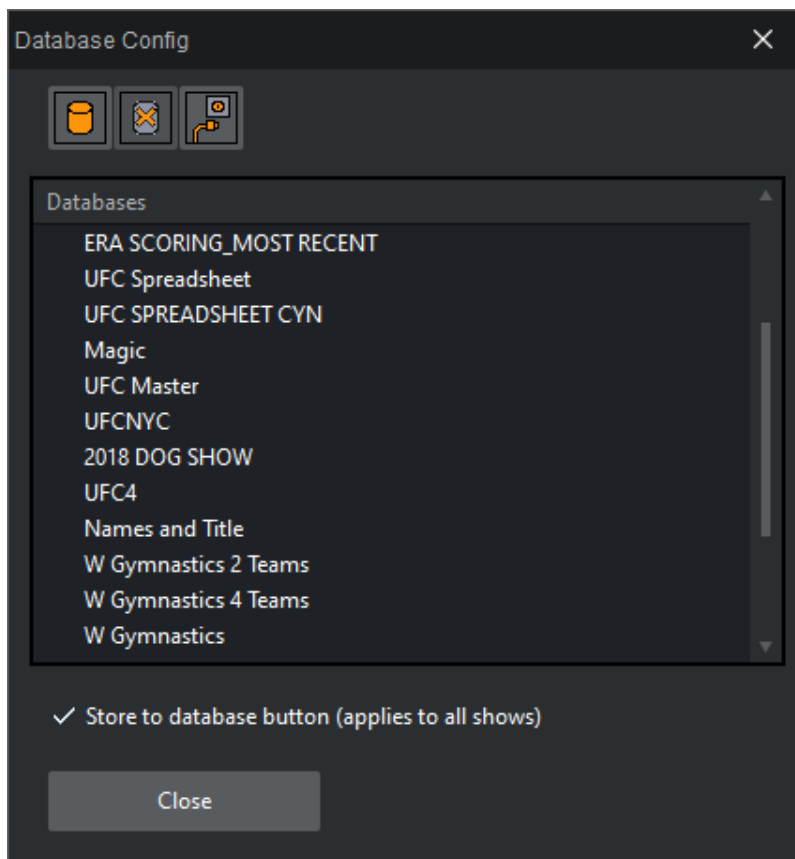 Database Config
Databases
ERA SCORING_MOST RECENT
UFC Spreadsheet
UFC SPREADSHEET CYN
Magic
UFC Master
UFCNYC
2018 DOG SHOW
UFC4
Names and Title
W Gymnastics 2 Teams
W Gymnastics 4 Teams
W Gymnastics
Store to database button (applies to all shows)
Close